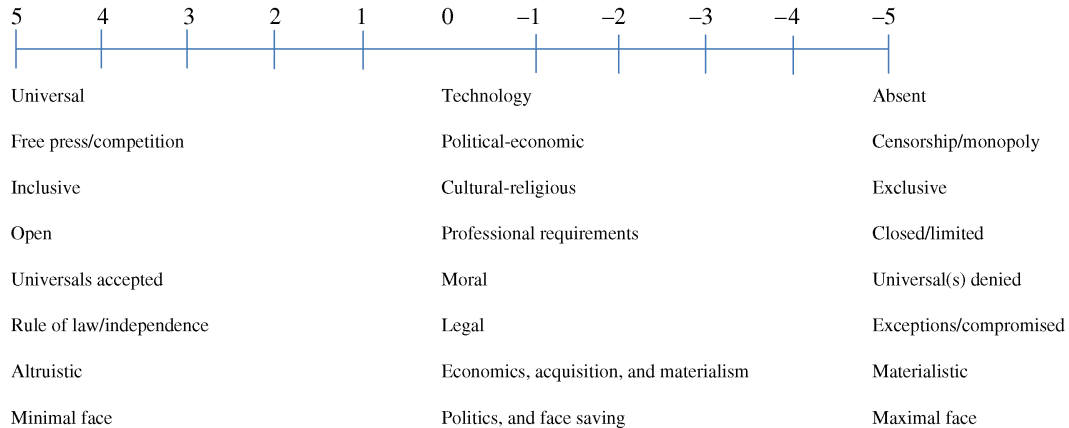 5 4 3 2 1 0 –1 –2 –3 –4 –5
Universal Technology Absent
Free press/competition Political-economic Censorship/monopoly
Inclusive Cultural-religious Exclusive
Open Professional requirements Closed/limited
Universals accepted Moral Universal(s) denied
Rule of law/independence Legal Exceptions/compromised
Altruistic Economics, acquisition, and materialism Materialistic
Minimal face Politics, and face saving Maximal face